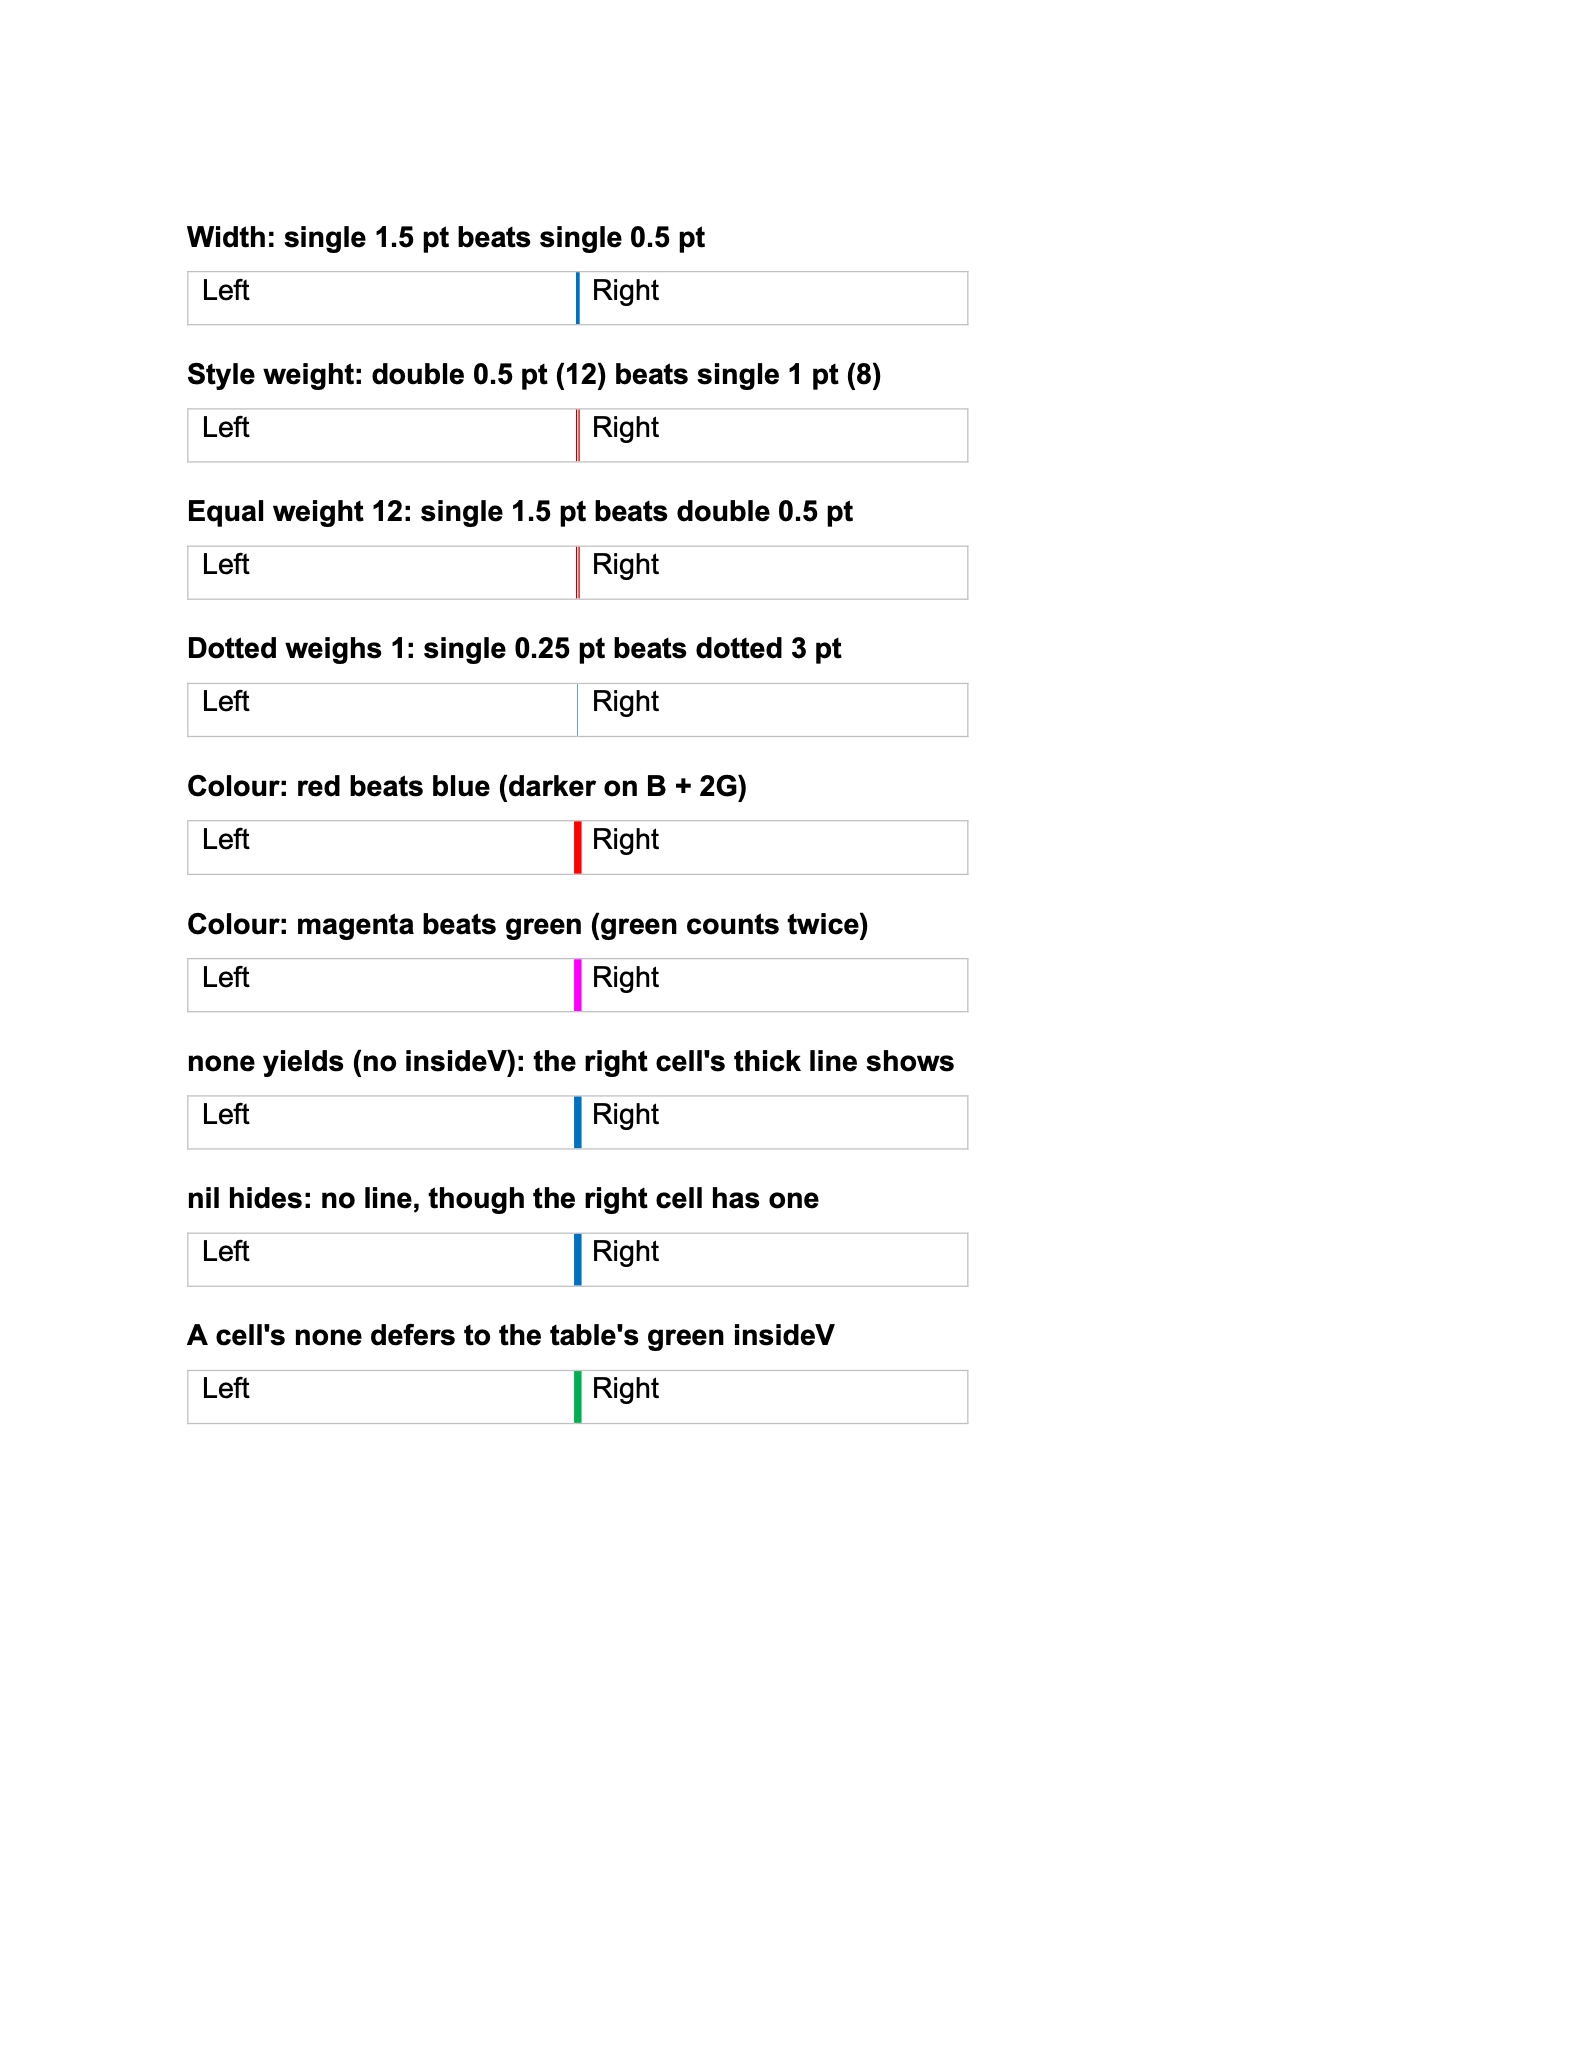 Width: single 1.5 pt beats single 0.5 pt
Left Right
Style weight: double 0.5 pt (12) beats single 1 pt (8)
Left Right
Equal weight 12: single 1.5 pt beats double 0.5 pt
Left Right
Dotted weighs 1: single 0.25 pt beats dotted 3 pt
Left Right
Colour: red beats blue (darker on B + 2G)
Left Right
Colour: magenta beats green (green counts twice)
Left Right
none yields (no insideV): the right cell's thick line shows
Left Right
nil hides: no line, though the right cell has one
Left Right
A cell's none defers to the table's green insideV
Left Right